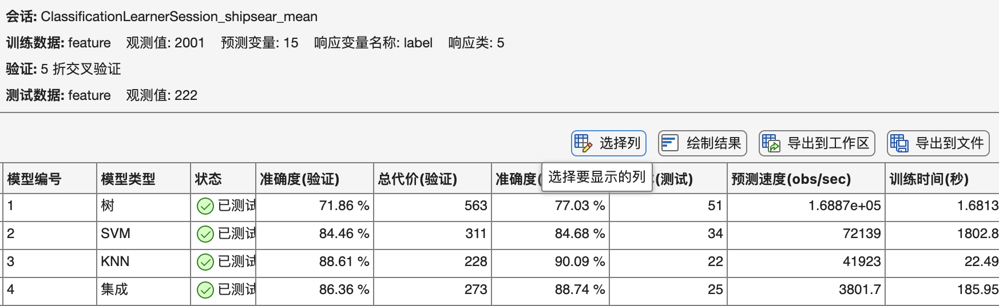 会话: ClassificationLearnerSession_shipsear_mean
训练数据: feature 观测值: 2001 预测变量: 15 响应变量名称: label 响应类: 5
验证: 5 折交叉验证
测试数据: feature 观测值: 222
选择列 绘制结果 导出到工作区 导出到文件
选择要显示的列
模型编号 模型类型 状态 准确度(验证) 总代价(验证) 准确度( (测试) 预测速度(obs/sec) 训练时间(秒)
1 树 已测试 71.86 % 563 77.03 % 51 1.6887e+05 1.6813
2 SVM 已测试 84.46 % 311 84.68 % 34 72139 1802.8
3 KNN 已测试 88.61 % 228 90.09 % 22 41923 22.49
4 集成 已测试 86.36 % 273 88.74 % 25 3801.7 185.95